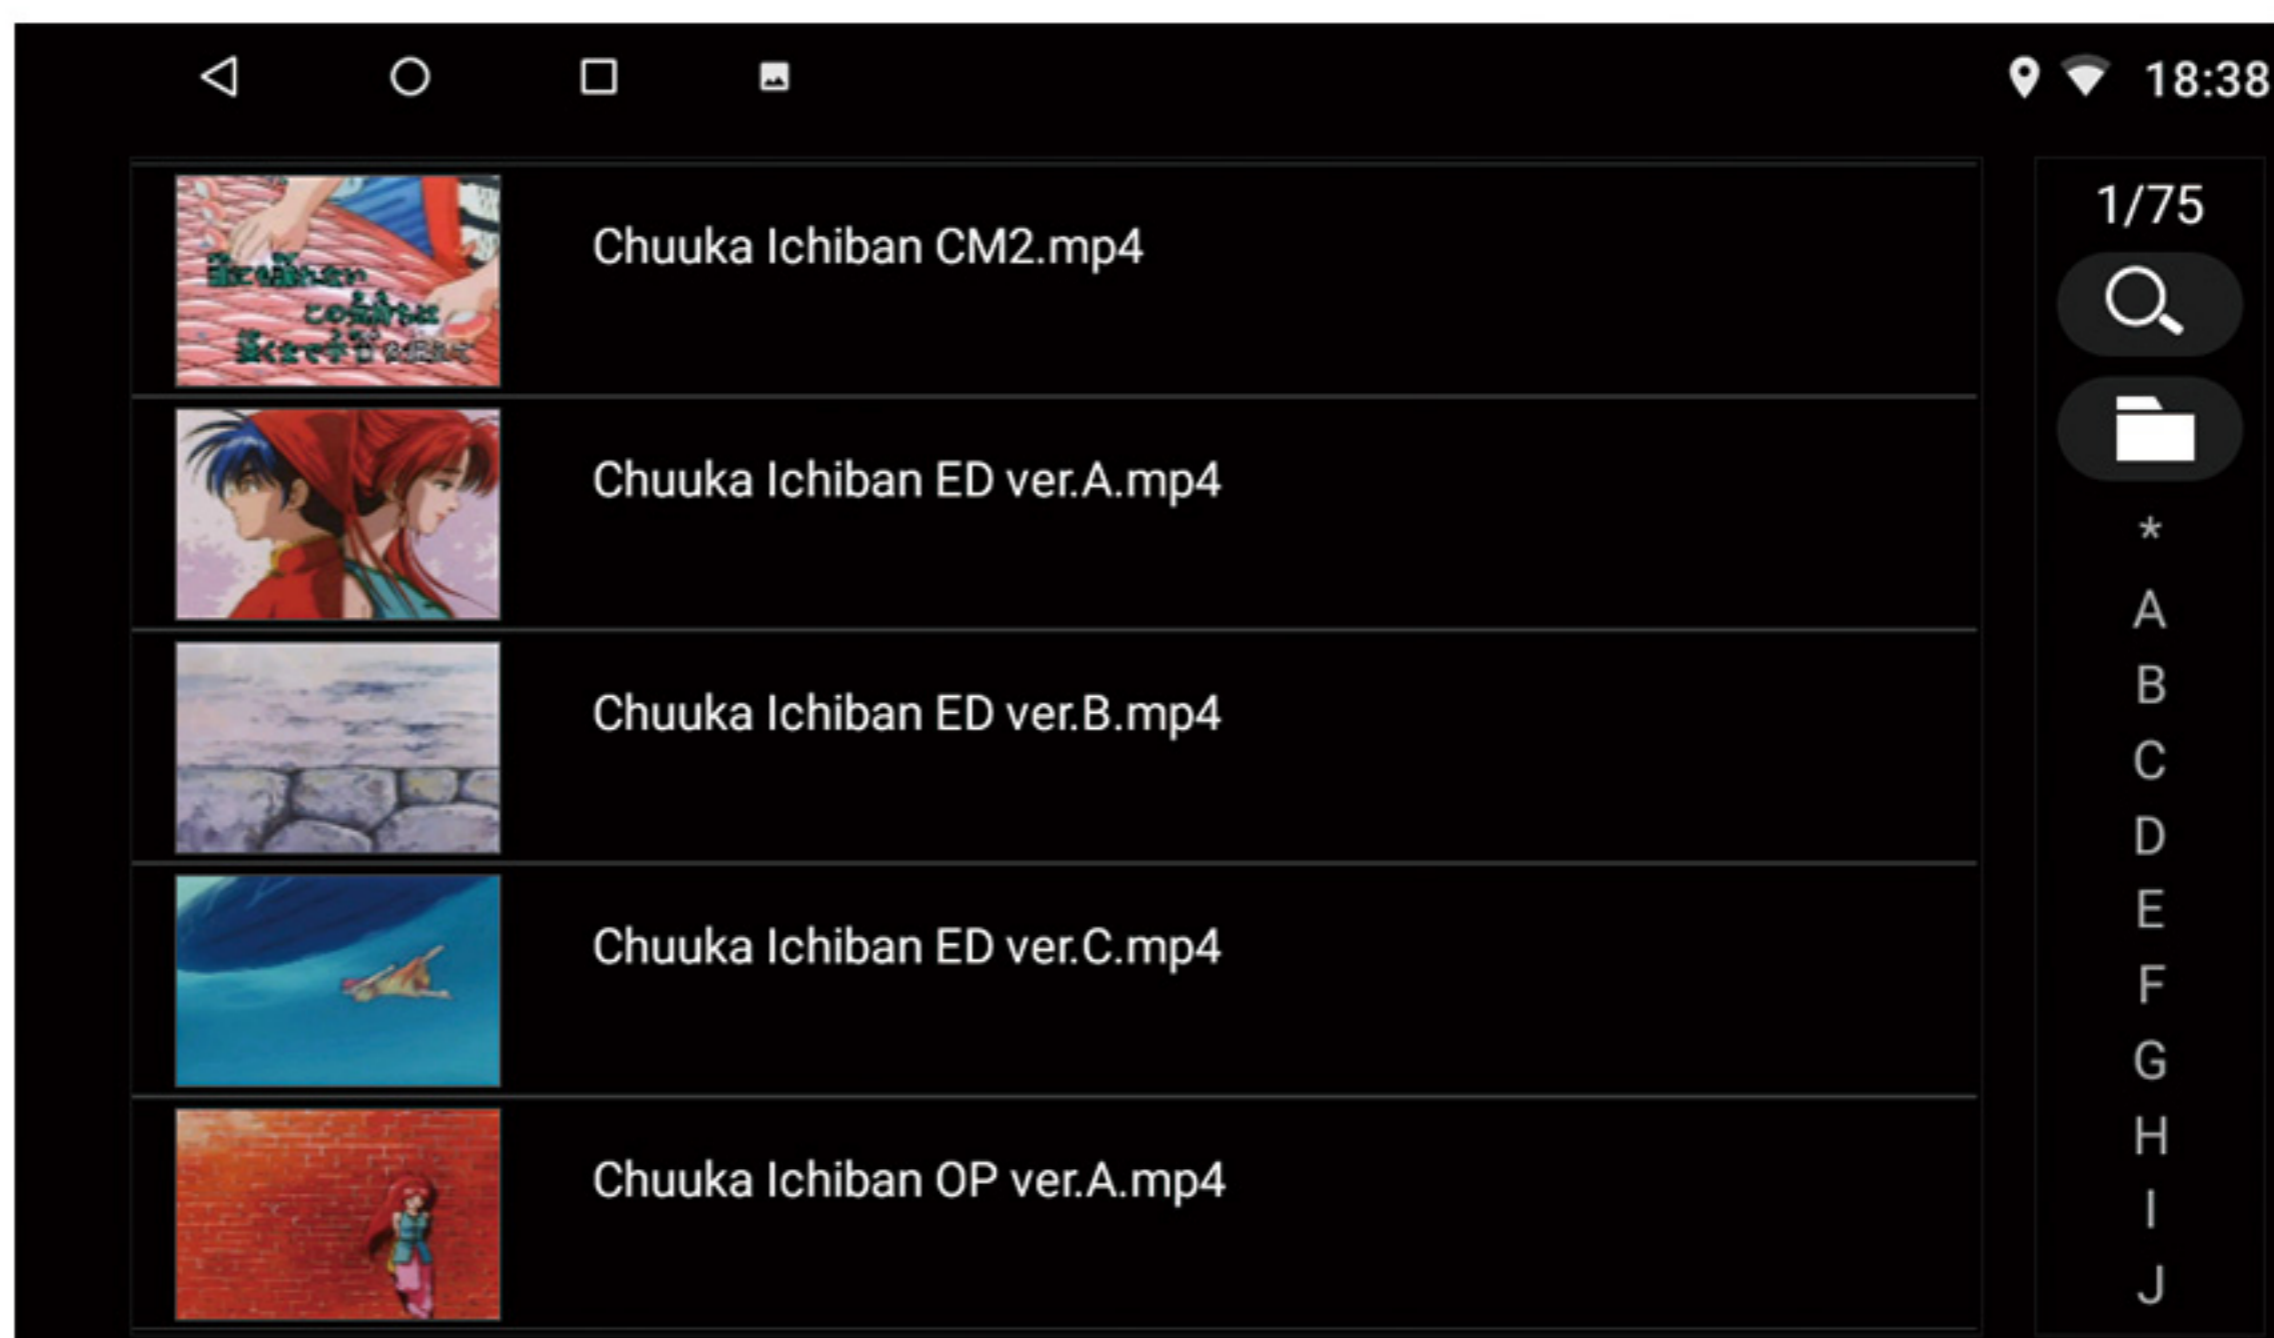 18:38
Chuuka Ichiban CM2.mp4
Chuuka Ichiban ED ver.A.mp4
Chuuka Ichiban ED ver.B.mp4
Chuuka Ichiban ED ver.C.mp4
Chuuka Ichiban OP ver.A.mp4
1/75
*
A
B
C
D
E
F
G
H
I
J